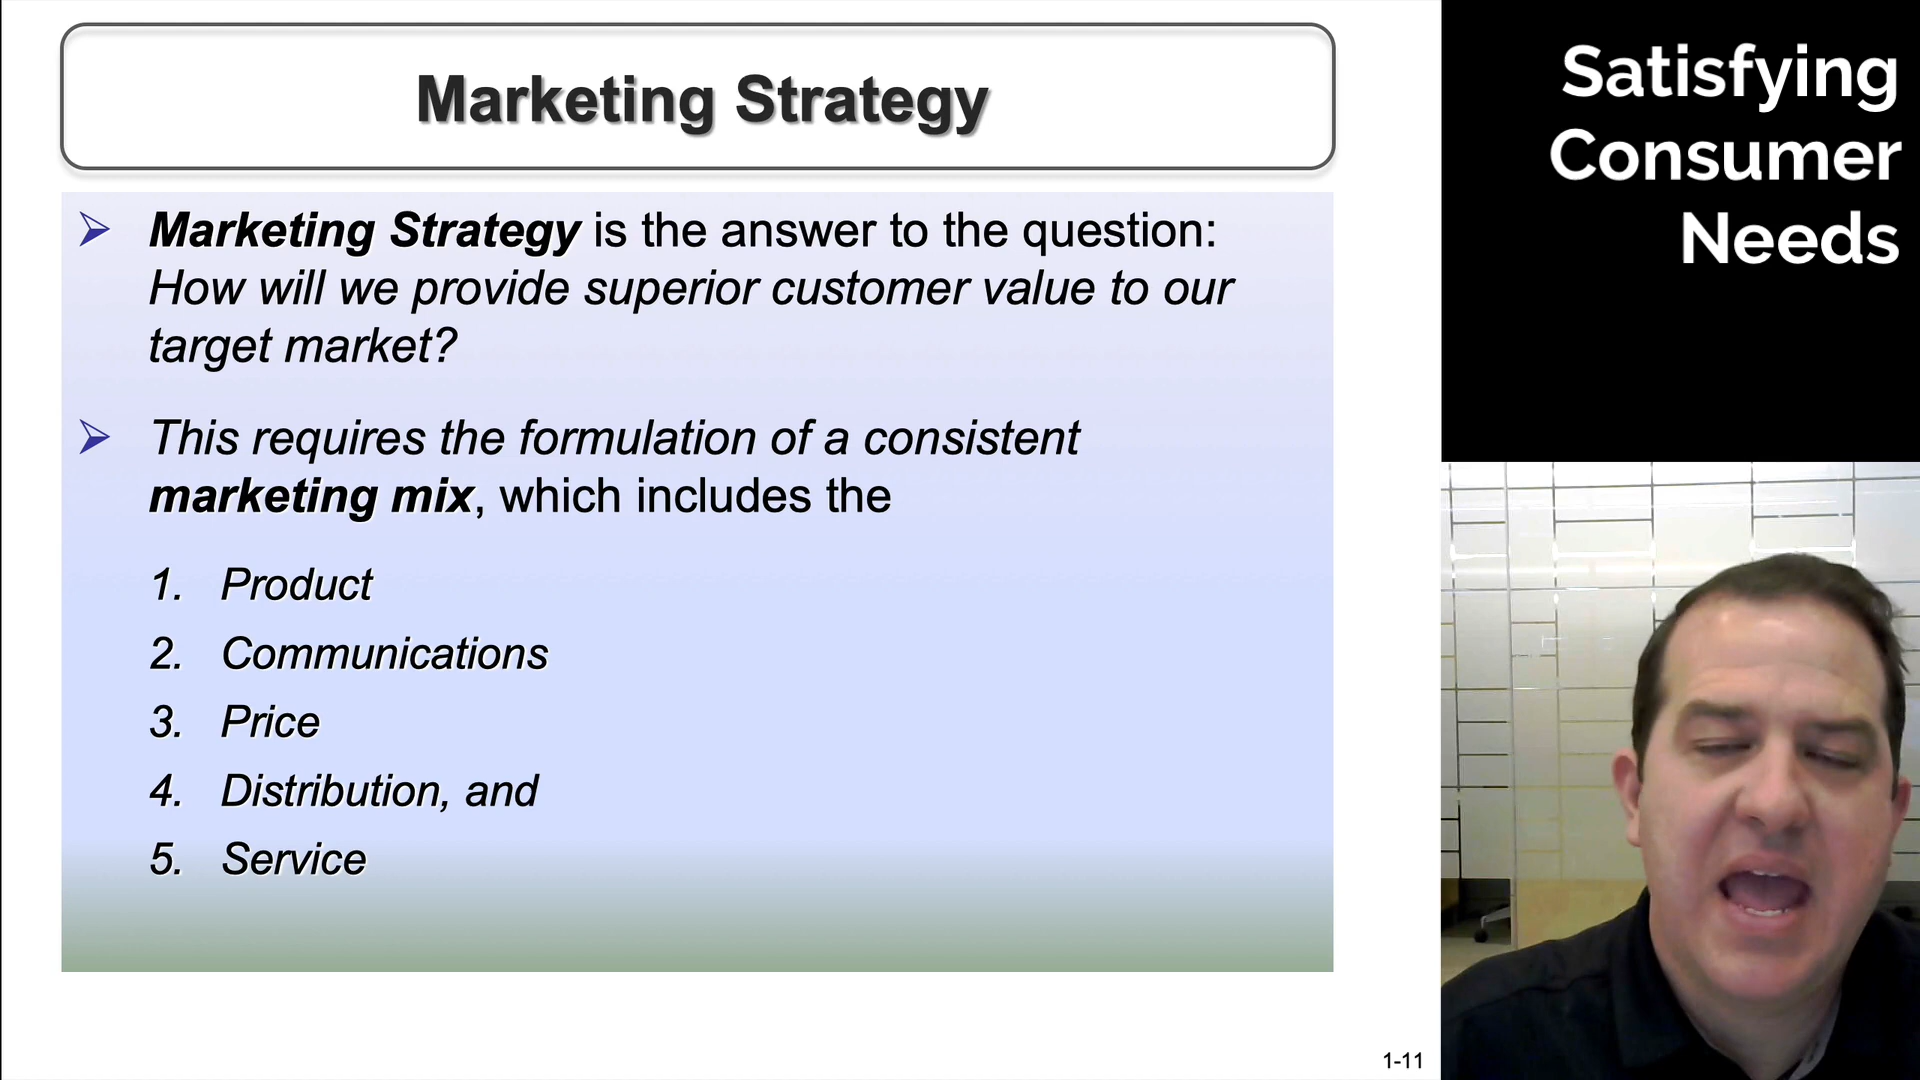 Marketing Strategy
Marketing Strategy is the answer to the question:
How will we provide superior customer value to our
target market?
This requires the formulation of a consistent
marketing mix, which includes the
1. Product
2. Communications
3. Price
4. Distribution, and
5. Service
1-11
Satisfying
Consumer
Needs